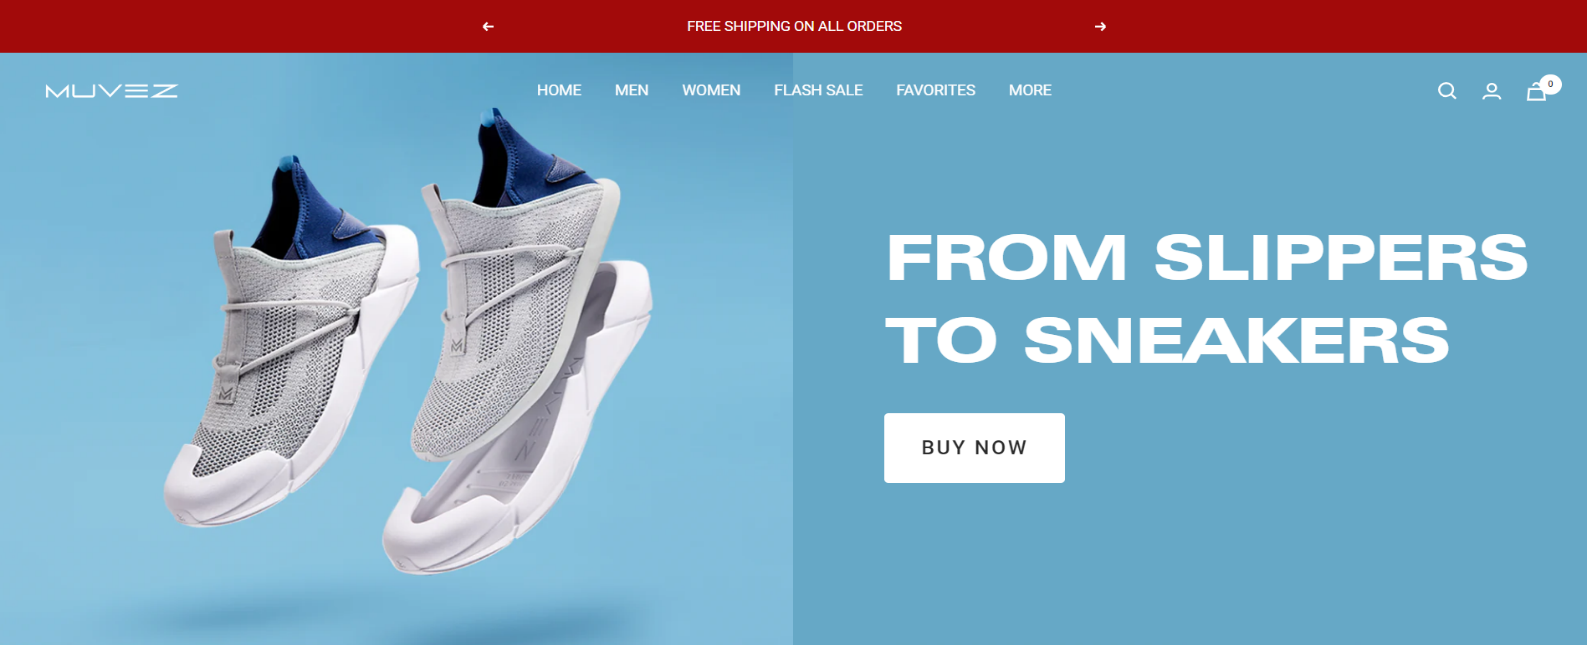 FREE SHIPPING ON ALL ORDERS
MUVEZ
HOME MEN WOMEN FLASH SALE FAVORITES MORE
0
FROM SLIPPERS
TO SNEAKERS
BUY NOW
MUVEZ